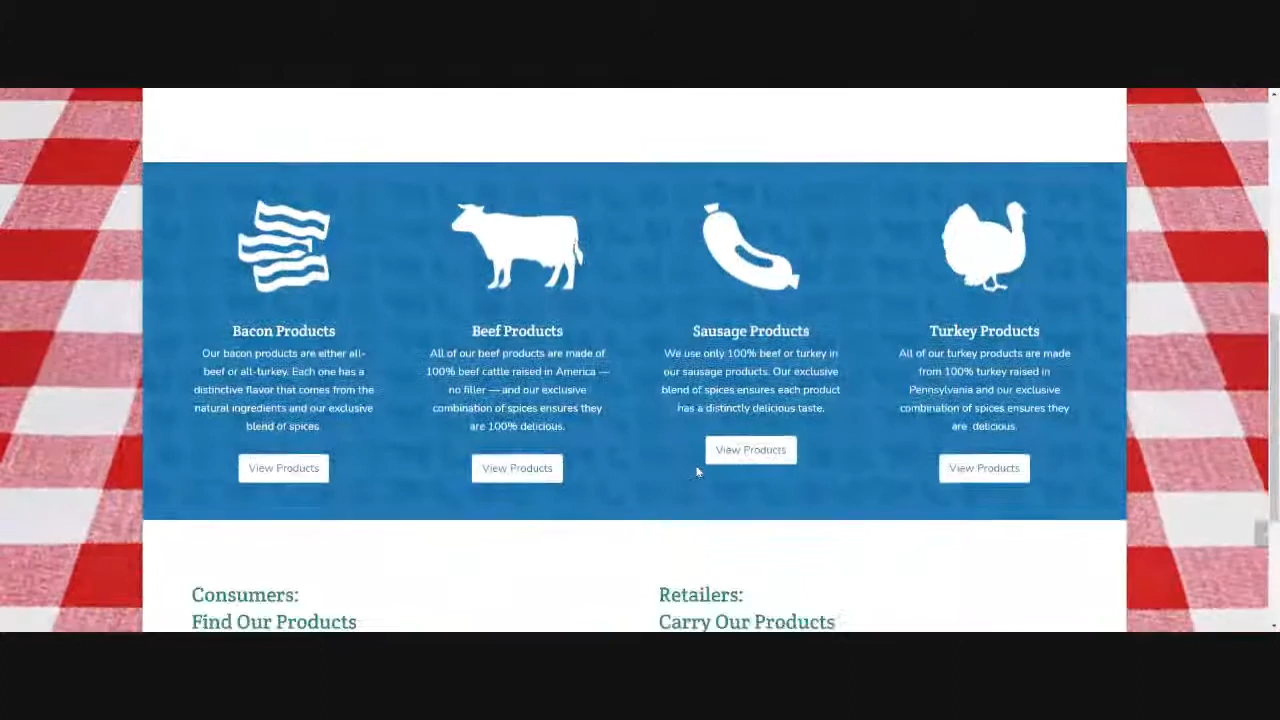 Bacon Products
Our bacon products are either all-
beef or all-turkey. Each one has a
distinctive flavor that comes from the
natural ingredients and our exclusive
blend of spices
View Products
Beef Products
All of our beef products are made of
100% beef cattle raised in America —
no filler — and our exclusive
combination of spices ensures they
are 100% delicious.
View Products
Sausage Products
We use only 100% beef or turkey in
our sausage products. Our exclusive
blend of spices ensures each product
has a distinctly delicious taste.
View Products
Turkey Products
All of our turkey products are made
from 100% turkey raised in
Pennsylvania and our exclusive
combination of spices ensures they
are delicious.
View Products
Consumers:
Find Our Products
Retailers:
Carry Our Products